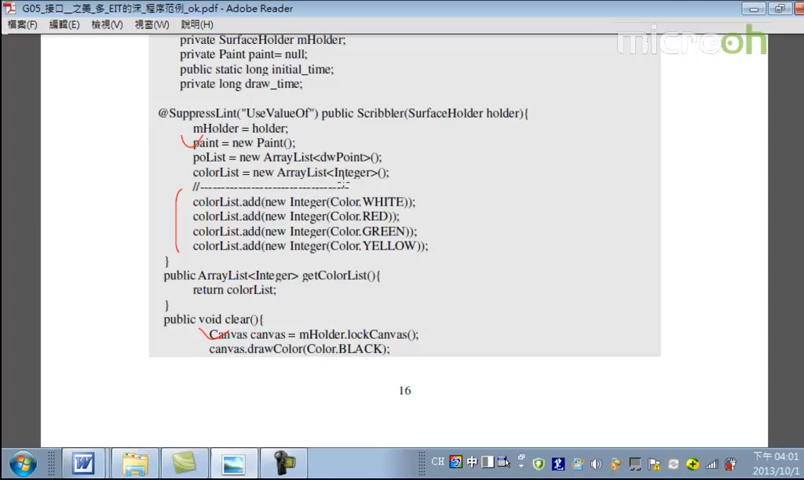 G05_接口__之美_多_EIT的深_程序范例_ok.pdf - Adobe Reader
檔案(F) 編輯(E) 檢視(V) 視窗(W) 說明(H)
microoh
private SurfaceHolder mHolder;
private Paint paint= null;
public static long initial_time;
private long draw_time;
@SuppressLint("UseValueOf") public Scribbler(SurfaceHolder holder){
mHolder = holder;
paint = new Paint();
poList = new ArrayList<dwPoint>();
colorList = new ArrayList<Integer>();
//-----------------------------------
colorList.add(new Integer(Color.WHITE));
colorList.add(new Integer(Color.RED));
colorList.add(new Integer(Color.GREEN));
colorList.add(new Integer(Color.YELLOW));
}
public ArrayList<Integer> getColorList(){
return colorList;
}
public void clear(){
Canvas canvas = mHolder.lockCanvas();
canvas.drawColor(Color.BLACK);
16
CH 中
下午 04:01
2013/10/1